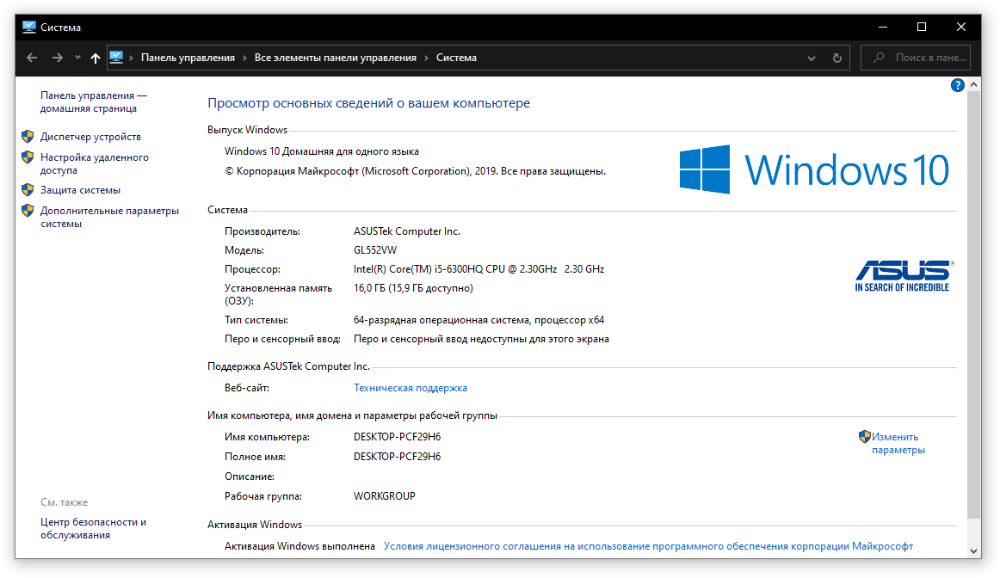 Система
Панель управления › Все элементы панели управления › Система
Поиск в пане...
Панель управления —
домашняя страница
Диспетчер устройств
Настройка удаленного
доступа
Защита системы
Дополнительные параметры
системы
См. также
Центр безопасности и
обслуживания
?
Просмотр основных сведений о вашем компьютере
Выпуск Windows
Windows 10 Домашняя для одного языка
© Корпорация Майкрософт (Microsoft Corporation), 2019. Все права защищены.
Windows 10
Система
Производитель: ASUSTek Computer Inc.
Модель: GL552VW
Процессор: Intel(R) Core(TM) i5-6300HQ CPU @ 2.30GHz 2.30 GHz
Установленная память 16,0 ГБ (15,9 ГБ доступно)
(ОЗУ):
Тип системы: 64-разрядная операционная система, процессор x64
Перо и сенсорный ввод: Перо и сенсорный ввод недоступны для этого экрана
ASUS®
IN SEARCH OF INCREDIBLE
Поддержка ASUSTek Computer Inc.
Веб-сайт: Техническая поддержка
Имя компьютера, имя домена и параметры рабочей группы
Имя компьютера: DESKTOP-PCF29H6
Полное имя: DESKTOP-PCF29H6
Описание:
Рабочая группа: WORKGROUP
Изменить
параметры
Активация Windows
Активация Windows выполнена Условия лицензионного соглашения на использование программного обеспечения корпорации Майкрософт